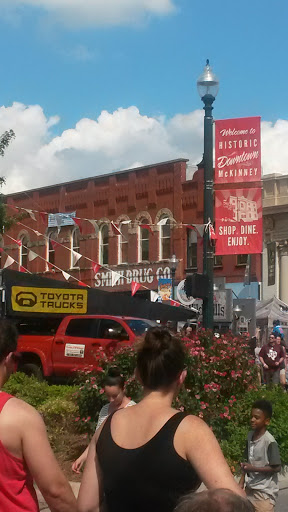 Welcome to
HISTORIC
Downtown
McKINNEY
SHOP. DINE.
ENJOY.
SMITH DRUG CO
TOYOTA
TRUCKS